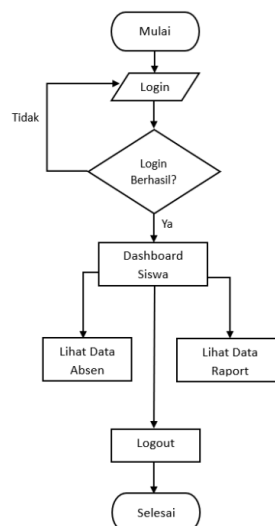 Mulai
Login
Tidak
Login
Berhasil?
Ya
Dashboard
Siswa
Lihat Data
Absen
Lihat Data
Raport
Logout
Selesai